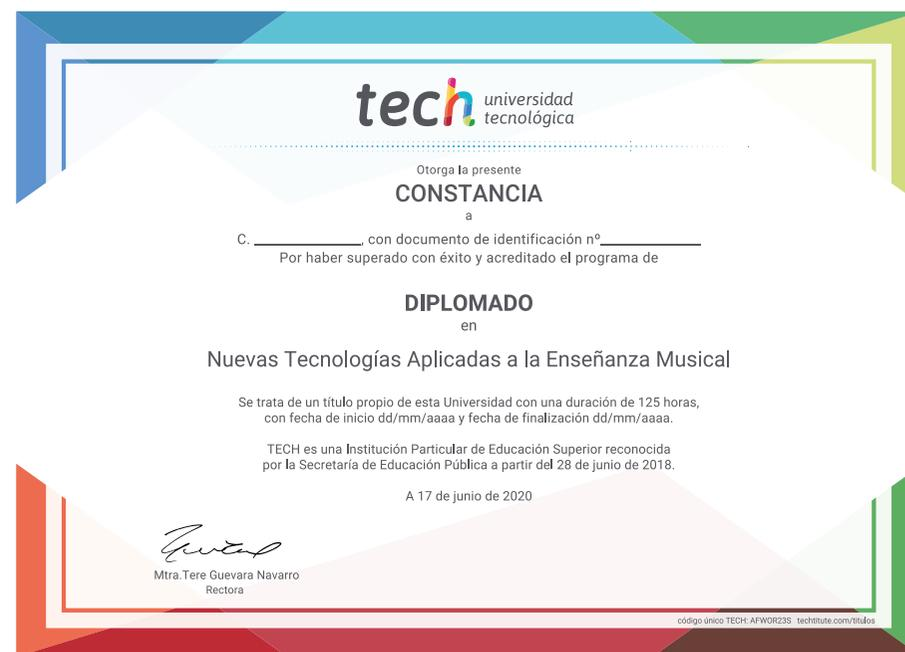 tech universidad
tecnológica
Otorga la presente
CONSTANCIA
a
C. ______________, con documento de identificación nº_____________
Por haber superado con éxito y acreditado el programa de
DIPLOMADO
en
Nuevas Tecnologías Aplicadas a la Enseñanza Musical
Se trata de un título propio de esta Universidad con una duración de 125 horas,
con fecha de inicio dd/mm/aaaa y fecha de finalización dd/mm/aaaa.
TECH es una Institución Particular de Educación Superior reconocida
por la Secretaría de Educación Pública a partir del 28 de junio de 2018.
A 17 de junio de 2020
Mtra.Tere Guevara Navarro
Rectora
código único TECH: AFWOR23S techtitute.com/titulos